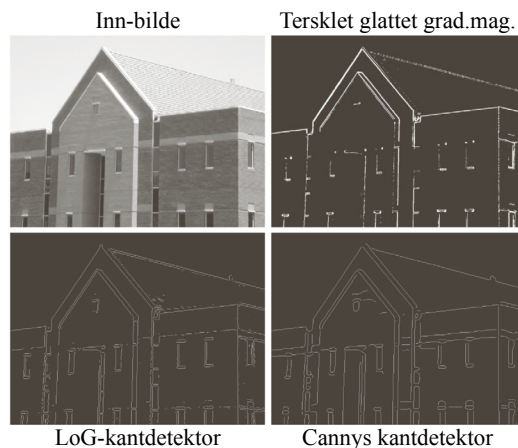 Inn-bilde
Tersklet glattet grad.mag.
LoG-kantdetektor
Cannys kantdetektor